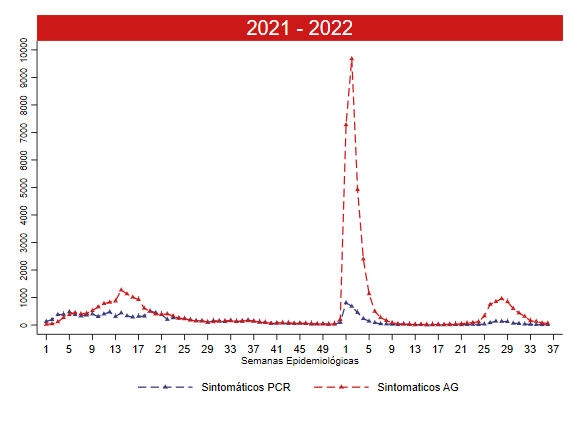 2021 - 2022
10000
9000
8000
7000
6000
5000
4000
3000
2000
1000
0
1 5 9 13 17 21 25 29 33 37 41 45 49 1 5 9 13 17 21 25 29 33 37
Semanas Epidemiológicas
Sintomáticos PCR Sintomaticos AG